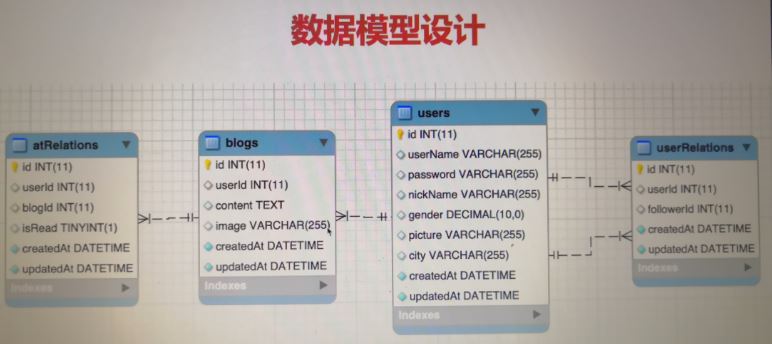 数据模型设计
atRelations
id INT(11)
userId INT(11)
blogId INT(11)
isRead TINYINT(1)
createdAt DATETIME
updatedAt DATETIME
Indexes
blogs
id INT(11)
userId INT(11)
content TEXT
image VARCHAR(255)
createdAt DATETIME
updatedAt DATETIME
Indexes
users
id INT(11)
userName VARCHAR(255)
password VARCHAR(255)
nickName VARCHAR(255)
gender DECIMAL(10,0)
picture VARCHAR(255)
city VARCHAR(255)
createdAt DATETIME
updatedAt DATETIME
Indexes
userRelations
id INT(11)
userId INT(11)
followerId INT(11)
createdAt DATETIME
updatedAt DATETIME
Indexes